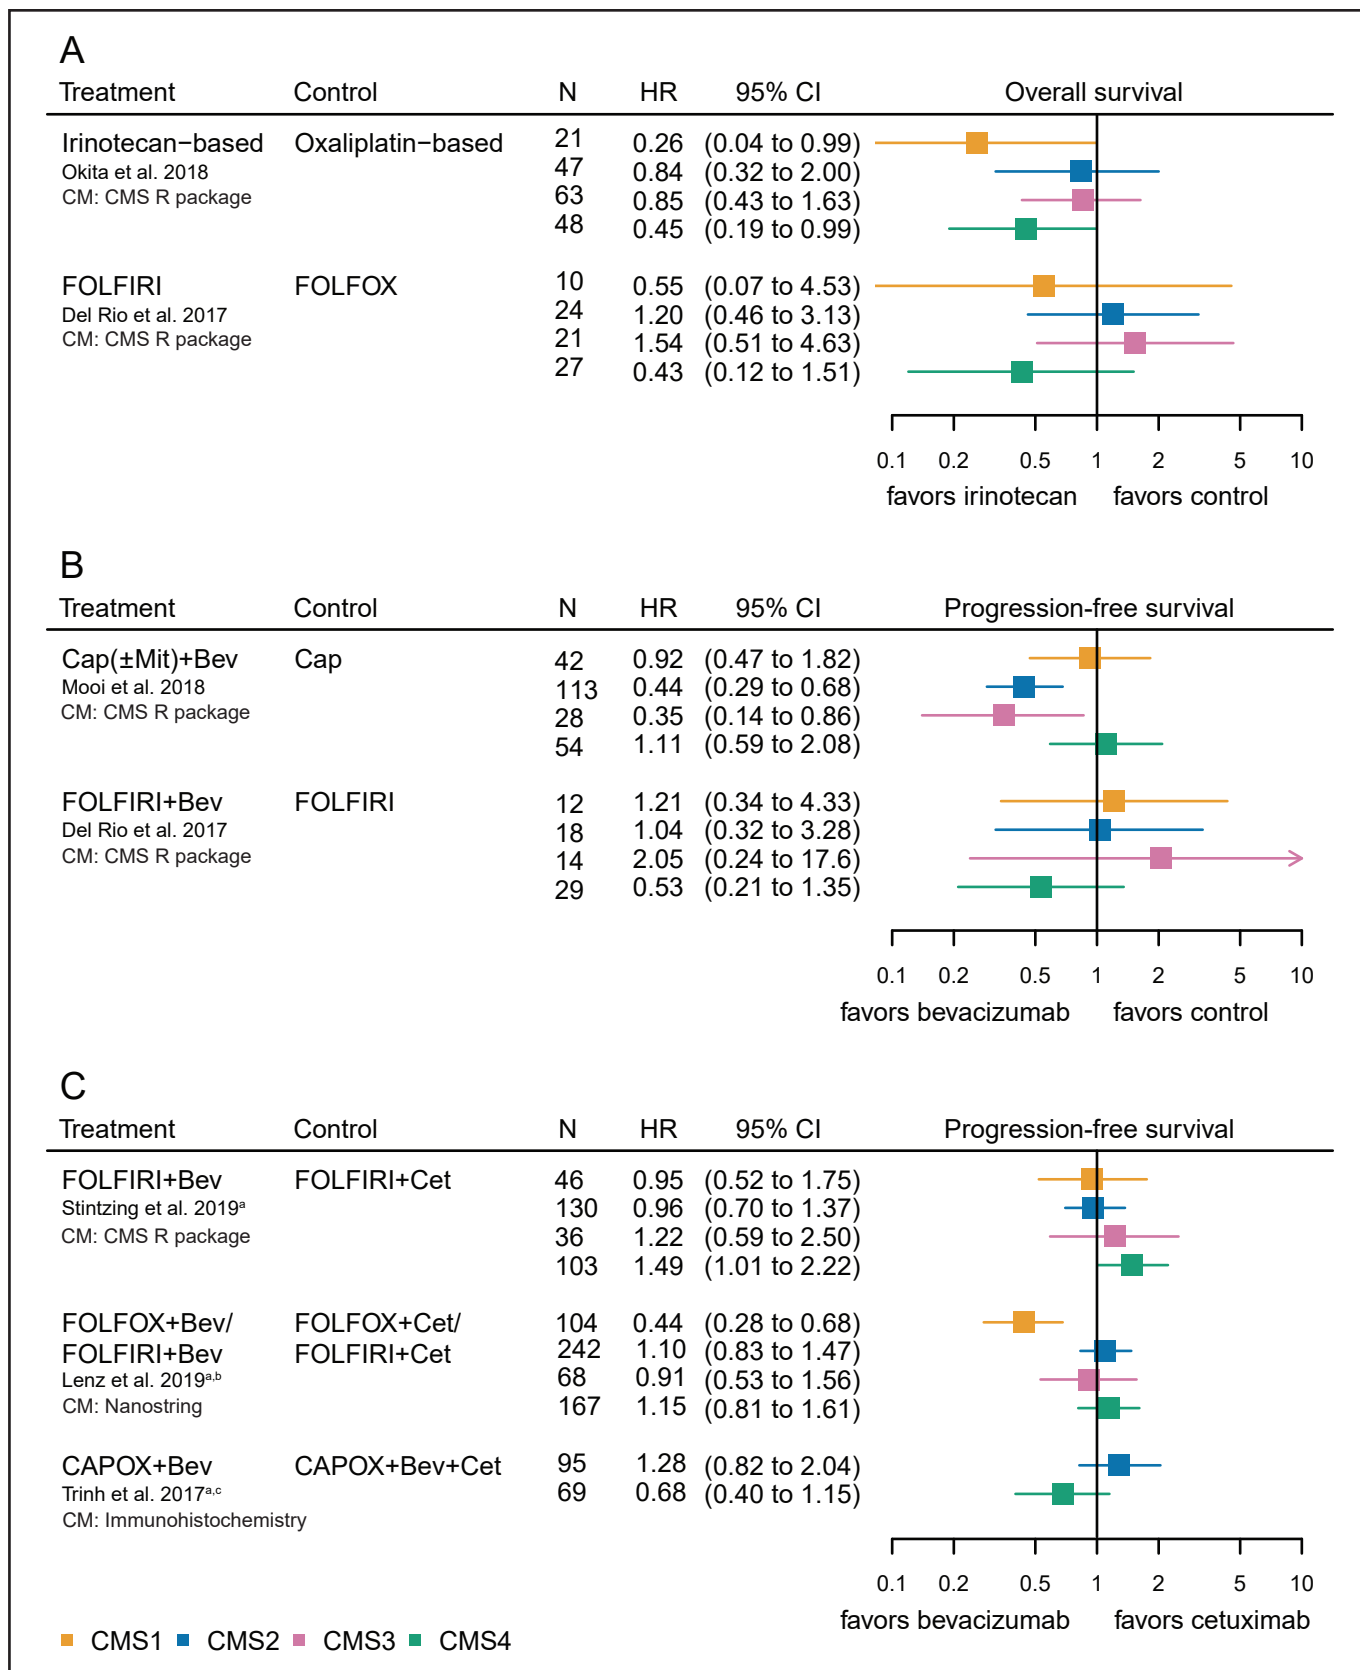 A
Treatment Control N HR 95% CI Overall survival
Irinotecan−based Oxaliplatin−based 21 0.26 (0.04 to 0.99)
Okita et al. 2018 47 0.84 (0.32 to 2.00)
CM: CMS R package 63 0.85 (0.43 to 1.63)
48 0.45 (0.19 to 0.99)
FOLFIRI FOLFOX 10 0.55 (0.07 to 4.53)
Del Rio et al. 2017 24 1.20 (0.46 to 3.13)
CM: CMS R package 21 1.54 (0.51 to 4.63)
27 0.43 (0.12 to 1.51)
0.1 0.2 0.5 1 2 5 10
favors irinotecan favors control
B
Treatment Control N HR 95% CI Progression-free survival
Cap(±Mit)+Bev Cap 42 0.92 (0.47 to 1.82)
Mooi et al. 2018 113 0.44 (0.29 to 0.68)
CM: CMS R package 28 0.35 (0.14 to 0.86)
54 1.11 (0.59 to 2.08)
FOLFIRI+Bev FOLFIRI 12 1.21 (0.34 to 4.33)
Del Rio et al. 2017 18 1.04 (0.32 to 3.28)
CM: CMS R package 14 2.05 (0.24 to 17.6)
29 0.53 (0.21 to 1.35)
0.1 0.2 0.5 1 2 5 10
favors bevacizumab favors control
C
Treatment Control N HR 95% CI Progression-free survival
FOLFIRI+Bev FOLFIRI+Cet 46 0.95 (0.52 to 1.75)
Stintzing et al. 2019ᵃ 130 0.96 (0.70 to 1.37)
CM: CMS R package 36 1.22 (0.59 to 2.50)
103 1.49 (1.01 to 2.22)
FOLFOX+Bev/ FOLFOX+Cet/ 104 0.44 (0.28 to 0.68)
FOLFIRI+Bev FOLFIRI+Cet 242 1.10 (0.83 to 1.47)
Lenz et al. 2019ᵃ,ᵇ 68 0.91 (0.53 to 1.56)
CM: Nanostring 167 1.15 (0.81 to 1.61)
CAPOX+Bev CAPOX+Bev+Cet 95 1.28 (0.82 to 2.04)
Trinh et al. 2017ᵃ,ᶜ 69 0.68 (0.40 to 1.15)
CM: Immunohistochemistry
0.1 0.2 0.5 1 2 5 10
favors bevacizumab favors cetuximab
CMS1 CMS2 CMS3 CMS4